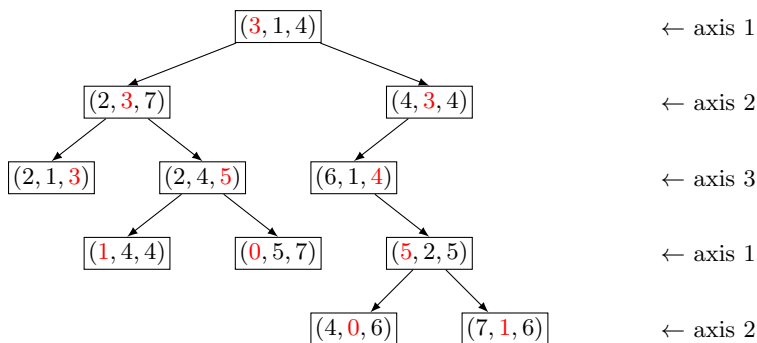 (3, 1, 4) ← axis 1
(2, 3, 7) (4, 3, 4) ← axis 2
(2, 1, 3) (2, 4, 5) (6, 1, 4) ← axis 3
(1, 4, 4) (0, 5, 7) (5, 2, 5) ← axis 1
(4, 0, 6) (7, 1, 6) ← axis 2